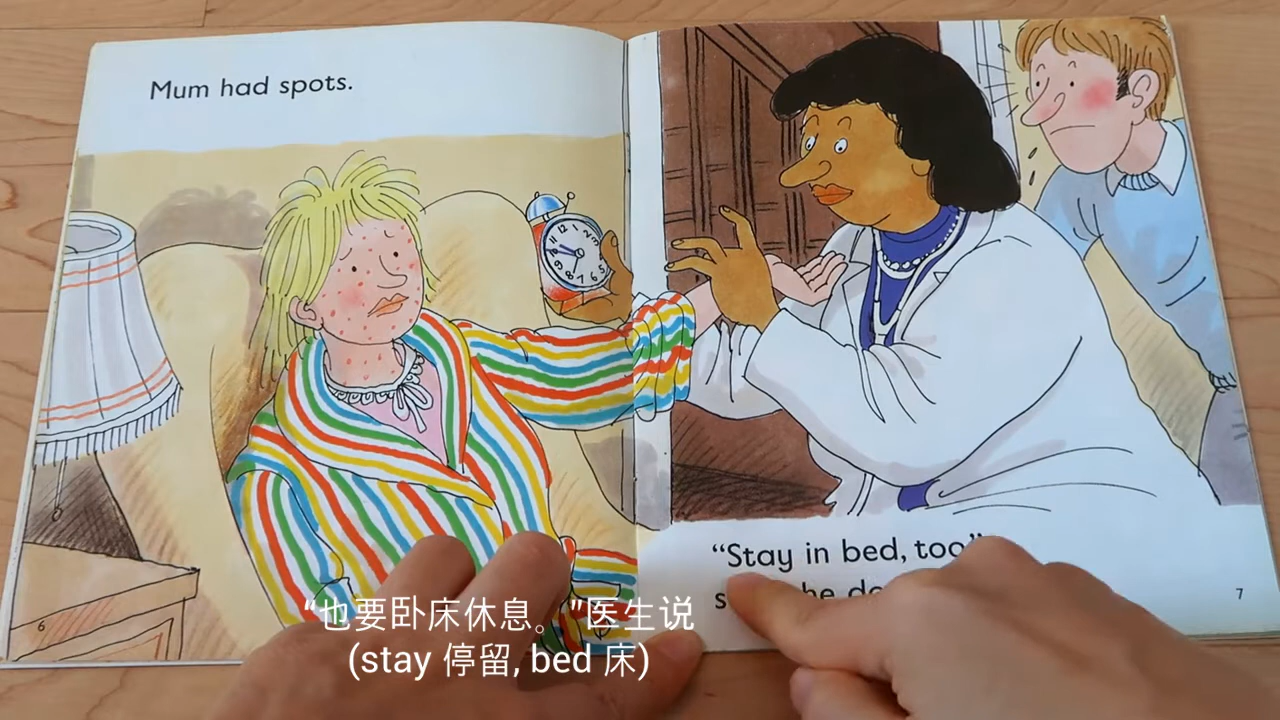 Mum had spots.
“Stay in bed, too”
6
7
“也要卧床休息。”医生说
(stay 停留, bed 床)